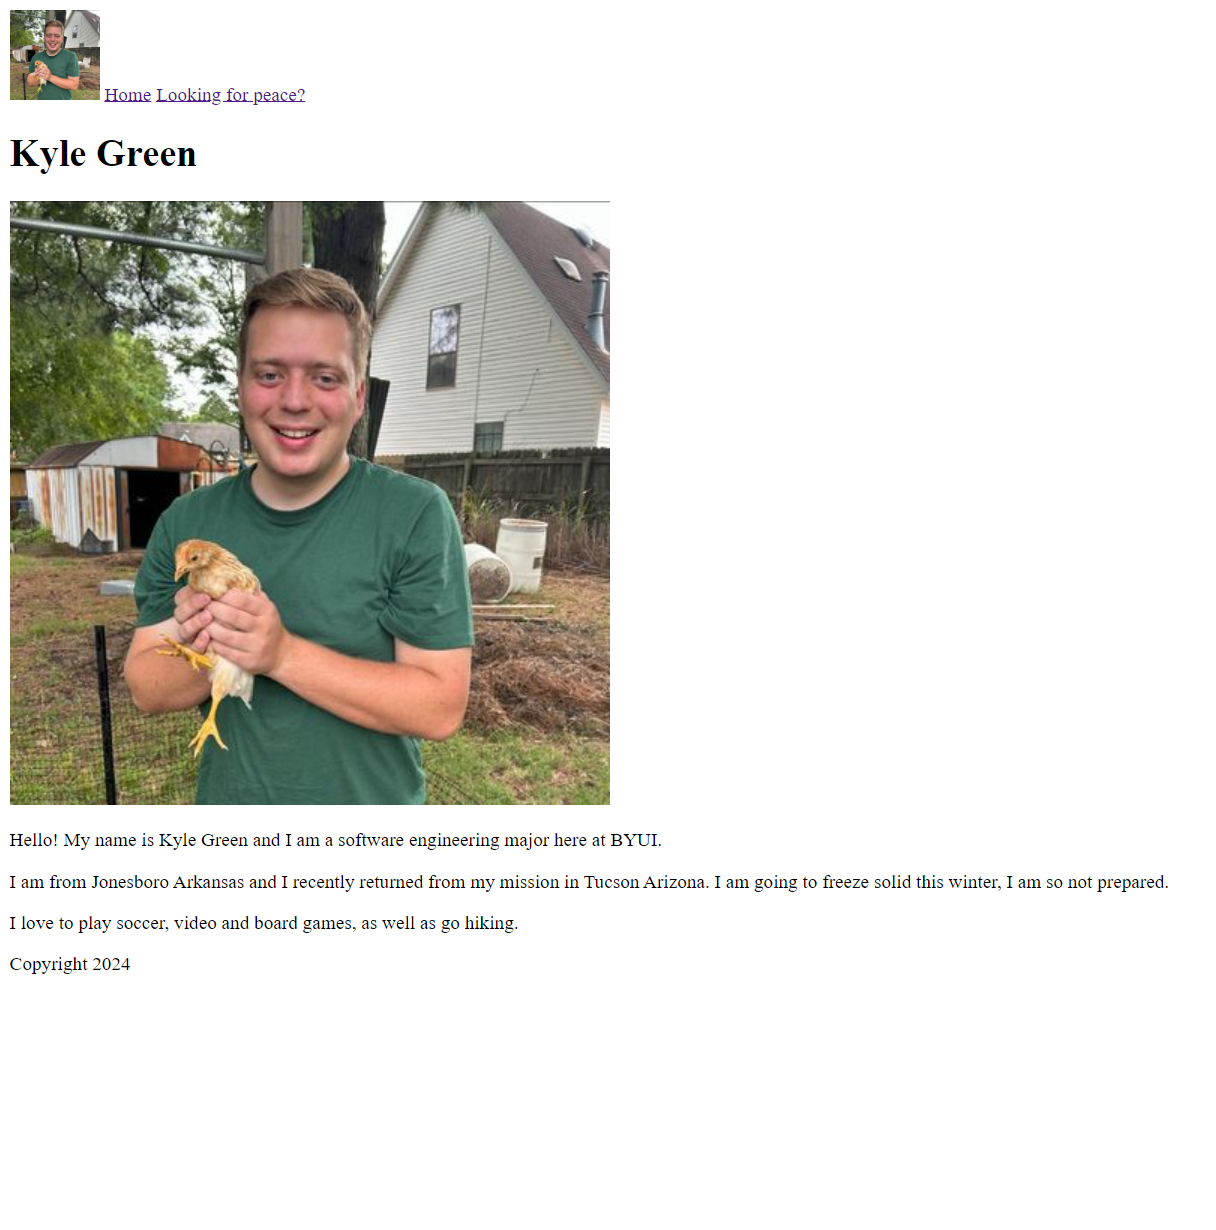 Home Looking for peace?
Kyle Green
Hello! My name is Kyle Green and I am a software engineering major here at BYUI.
I am from Jonesboro Arkansas and I recently returned from my mission in Tucson Arizona. I am going to freeze solid this winter, I am so not prepared.
I love to play soccer, video and board games, as well as go hiking.
Copyright 2024